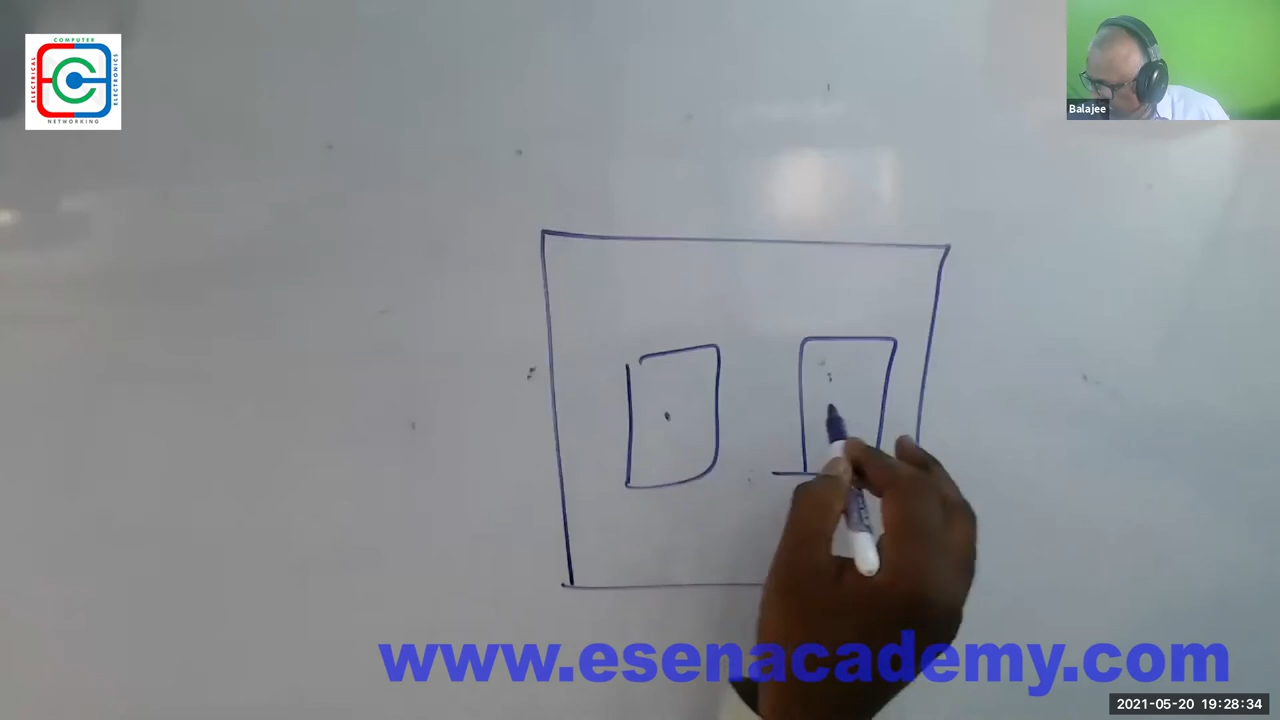 COMPUTER
ELECTRICAL
ELECTRONICS
NETWORKING
Balajee
www.esenacademy.com
2021-05-20 19:28:34